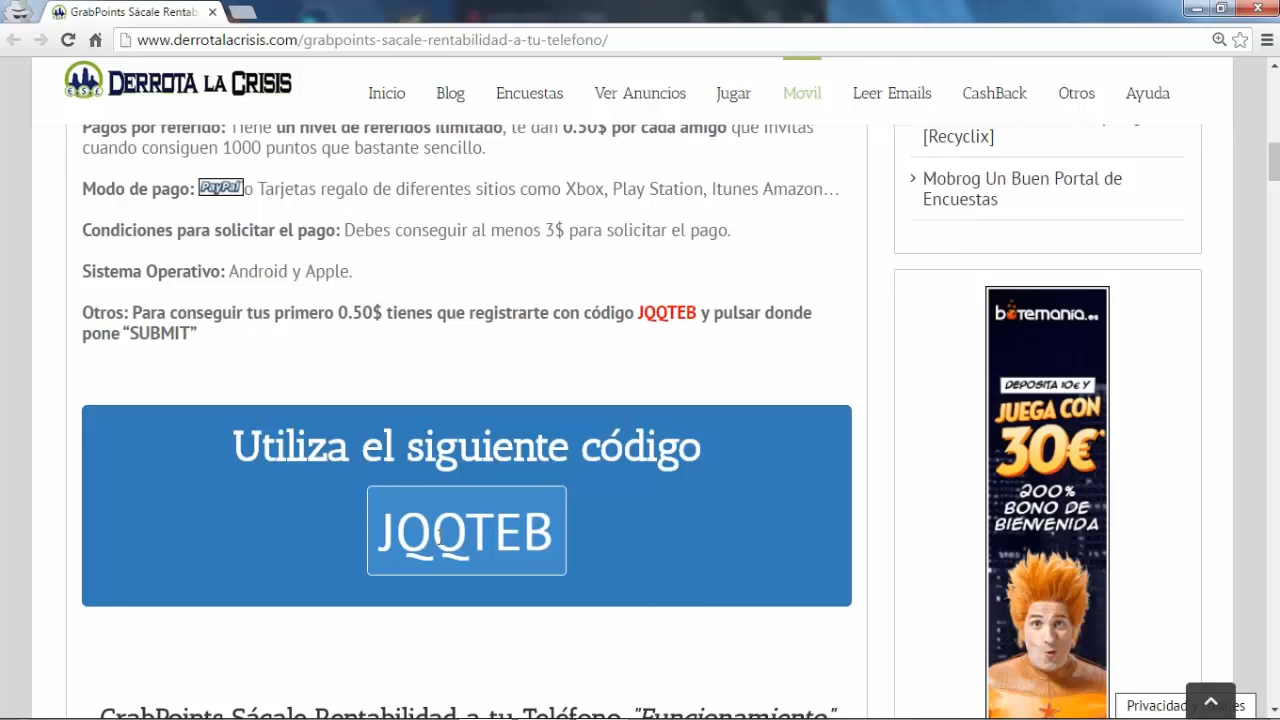 GrabPoints Sácale Rentab
www.derrotalacrisis.com/grabpoints-sacale-rentabilidad-a-tu-telefono/
DERROTA LA CRISIS
Inicio Blog Encuestas Ver Anuncios Jugar Movil Leer Emails CashBack Otros Ayuda
Pagos por referido: Tiene un nivel de referidos ilimitado, te dan 0.50$ por cada amigo que invitas
cuando consiguen 1000 puntos que bastante sencillo.
Modo de pago: PayPal o Tarjetas regalo de diferentes sitios como Xbox, Play Station, Itunes Amazon…
Condiciones para solicitar el pago: Debes conseguir al menos 3$ para solicitar el pago.
Sistema Operativo: Android y Apple.
Otros: Para conseguir tus primero 0.50$ tienes que registrarte con código JQQTEB y pulsar donde
pone “SUBMIT”
Utiliza el siguiente código
JQQTEB
GrabPoints Sácale Rentabilidad a tu Teléfono "Funcionamiento"
[Recyclix]
Mobrog Un Buen Portal de
Encuestas
botemania.es
DEPOSITA 10€ Y
JUEGA CON
30€*
200%
BONO DE
BIENVENIDA
Privacidad y